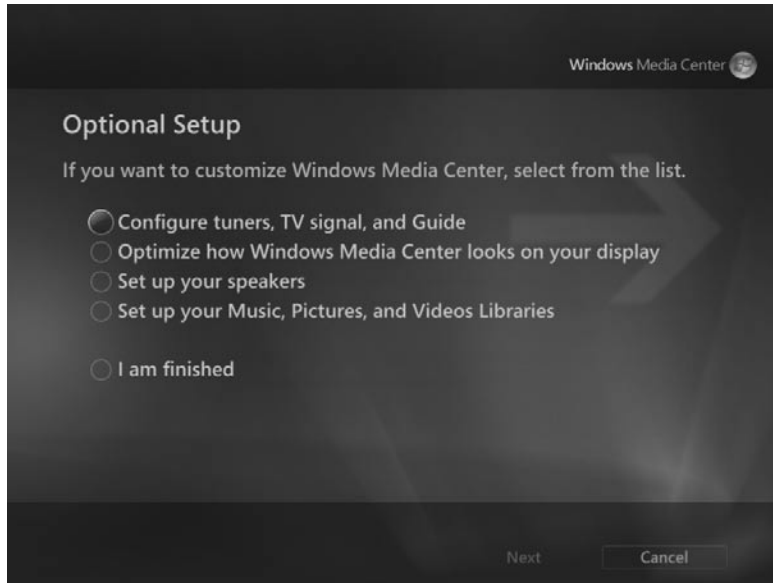 Windows Media Center
Optional Setup
If you want to customize Windows Media Center, select from the list.
Configure tuners, TV signal, and Guide
Optimize how Windows Media Center looks on your display
Set up your speakers
Set up your Music, Pictures, and Videos Libraries
I am finished
Next Cancel